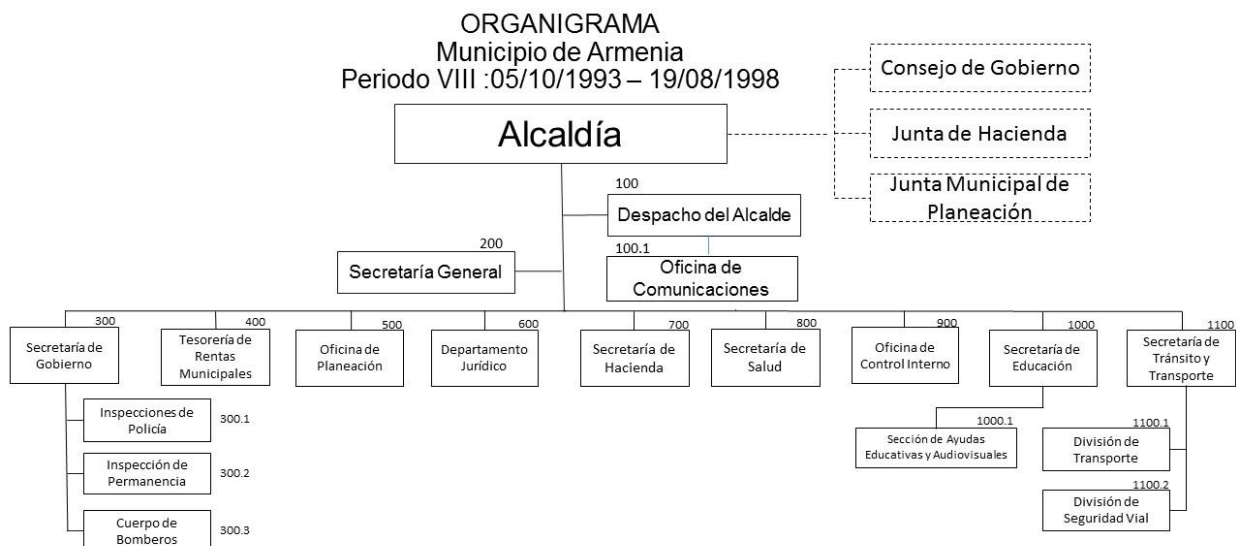 ORGANIGRAMA
Municipio de Armenia
Periodo VIII :05/10/1993 – 19/08/1998
Consejo de Gobierno
Alcaldía
Junta de Hacienda
Junta Municipal de
Planeación
100
Despacho del Alcalde
200
Secretaría General
100.1
Oficina de
Comunicaciones
300
Secretaría de
Gobierno
400
Tesorería de
Rentas
Municipales
500
Oficina de
Planeación
600
Departamento
Jurídico
700
Secretaría de
Hacienda
800
Secretaría de
Salud
900
Oficina de
Control Interno
1000
Secretaría de
Educación
1100
Secretaría de
Tránsito y
Transporte
Inspecciones de
Policía
300.1
Inspección de
Permanencia
300.2
Cuerpo de
Bomberos
300.3
1000.1
Sección de Ayudas
Educativas y Audiovisuales
1100.1
División de
Transporte
1100.2
División de
Seguridad Vial